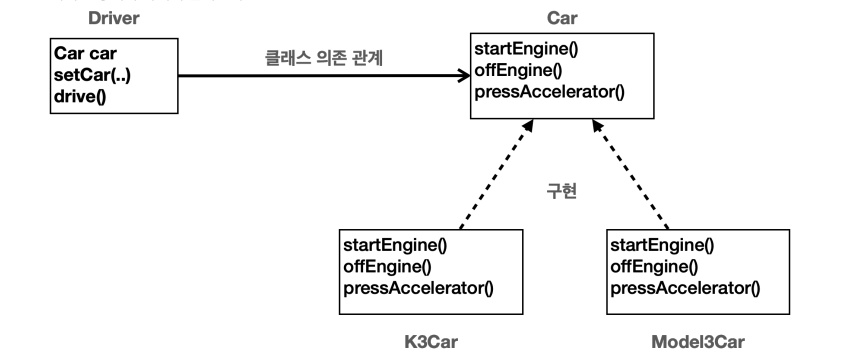 Driver
Car
Car car
setCar(..)
drive()
클래스 의존 관계
startEngine()
offEngine()
pressAccelerator()
구현
startEngine()
offEngine()
pressAccelerator()
startEngine()
offEngine()
pressAccelerator()
K3Car
Model3Car